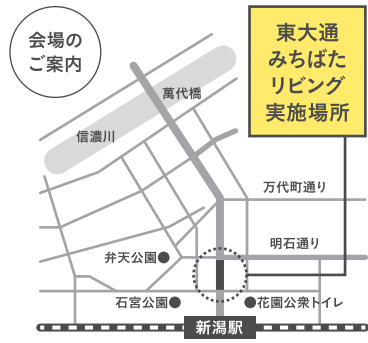 会場の
ご案内
東大通
みちばた
リビング
実施場所
萬代橋
信濃川
万代町通り
明石通り
弁天公園
石宮公園
花園公衆トイレ
新潟駅